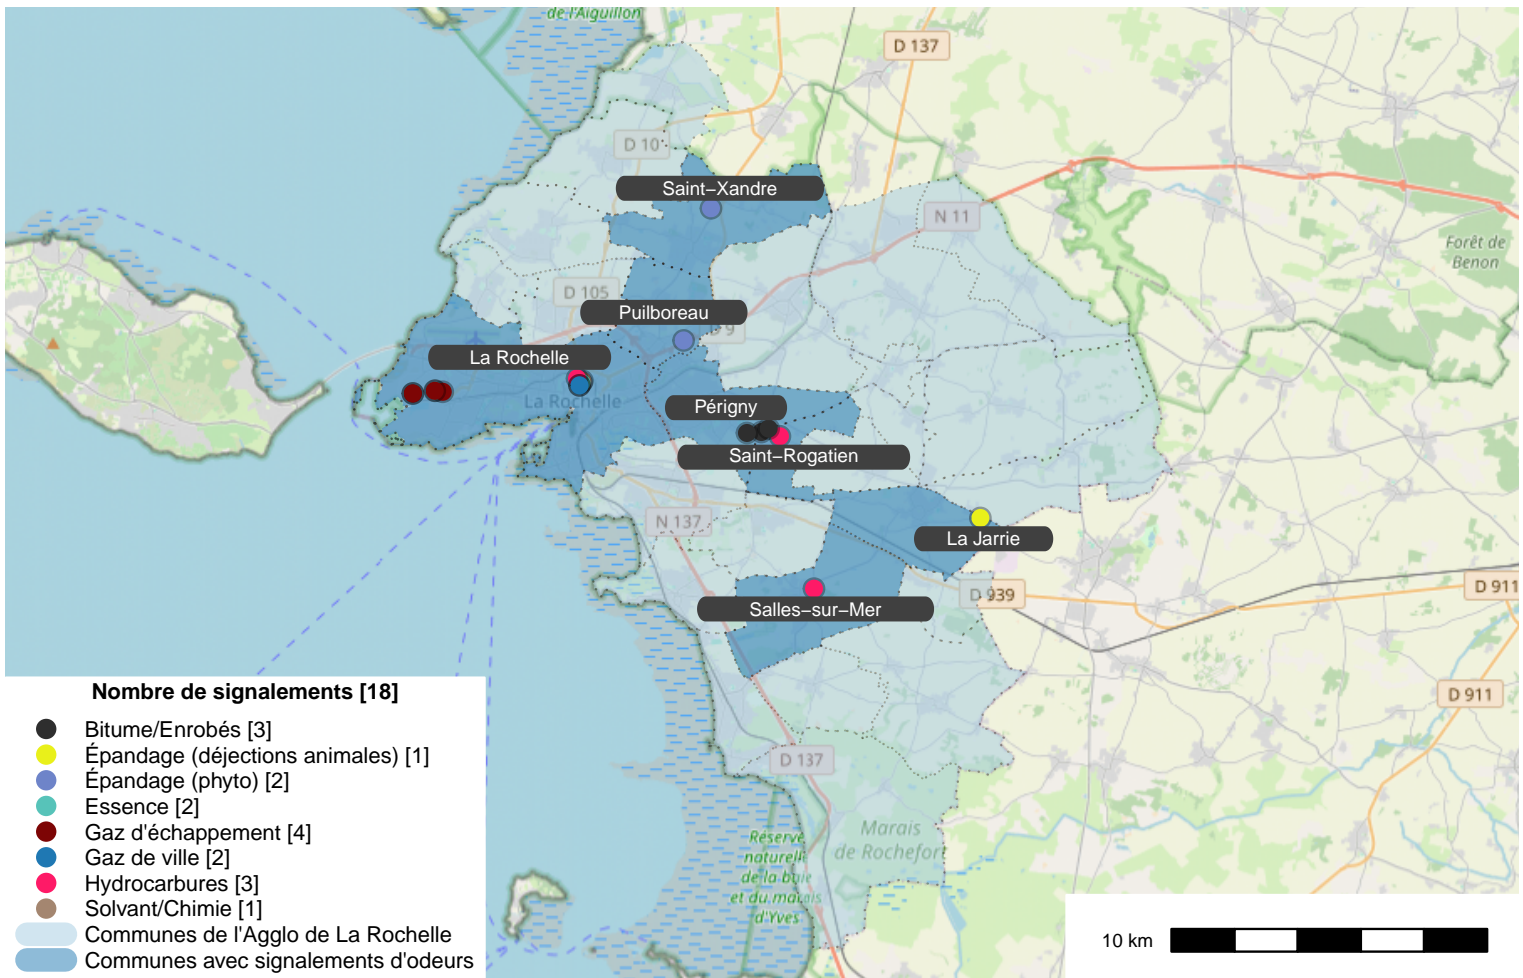 de l'Aiguillon
D 137
D 10
Saint-Xandre
N 11
Forêt de
Benon
D 105
Puilboreau
9
La Rochelle
La Rochelle
Périgny
Saint-Rogatien
N 137
La Jarrie
D 939
D 911
Salles-sur-Mer
D 911
D 137
Marais
de Rochefort
Réserve
naturelle
de la baie
et du marais
d'Yves
Nombre de signalements [18]
Bitume/Enrobés [3]
Épandage (déjections animales) [1]
Épandage (phyto) [2]
Essence [2]
Gaz d'échappement [4]
Gaz de ville [2]
Hydrocarbures [3]
Solvant/Chimie [1]
Communes de l'Agglo de La Rochelle
Communes avec signalements d'odeurs
10 km